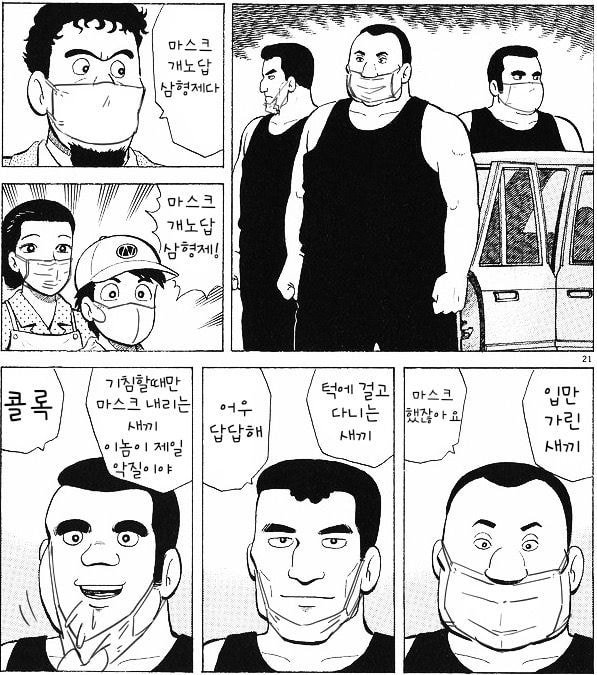 마스크
개노답
삼형제다
마스크
개노답
삼형제!
21
입만
가린
새끼
마스크
했잖아요
턱에 걸고
다니는
새끼
어우
답답해
기침할때만
마스크 내리는
새끼
이놈이 제일
악질이야
콜록